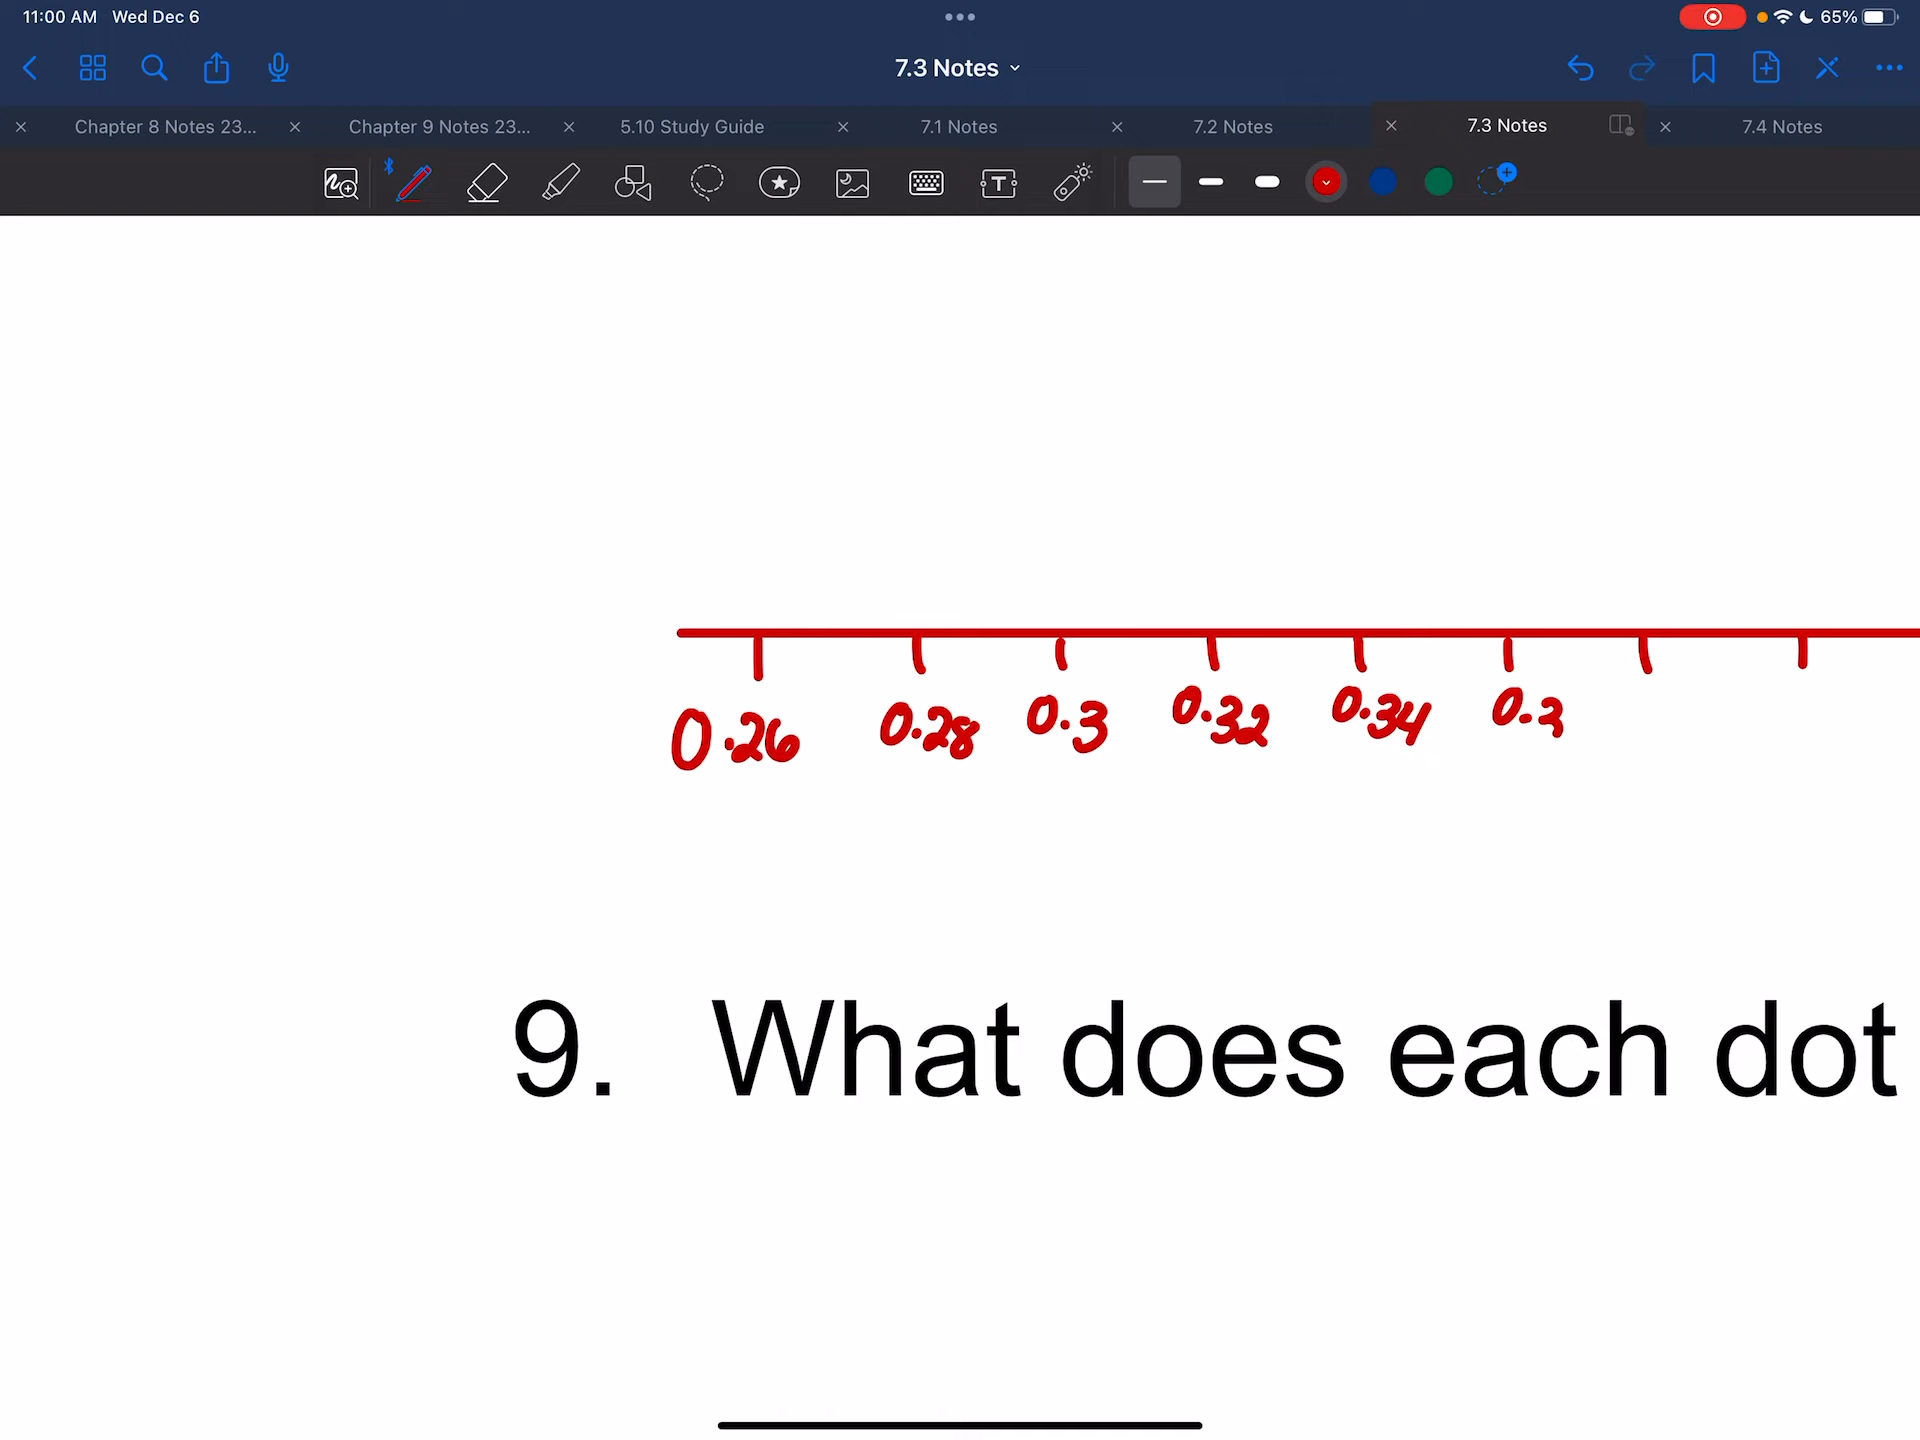 11:00 AM Wed Dec 6
65%
7.3 Notes
Chapter 8 Notes 23... Chapter 9 Notes 23... 5.10 Study Guide 7.1 Notes 7.2 Notes 7.3 Notes 7.4 Notes
T
0.26 0.28 0.3 0.32 0.34 0.3
9. What does each dot